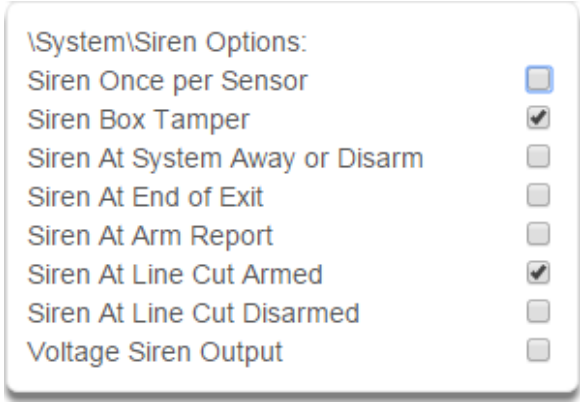 \System\Siren Options:
Siren Once per Sensor
Siren Box Tamper
Siren At System Away or Disarm
Siren At End of Exit
Siren At Arm Report
Siren At Line Cut Armed
Siren At Line Cut Disarmed
Voltage Siren Output